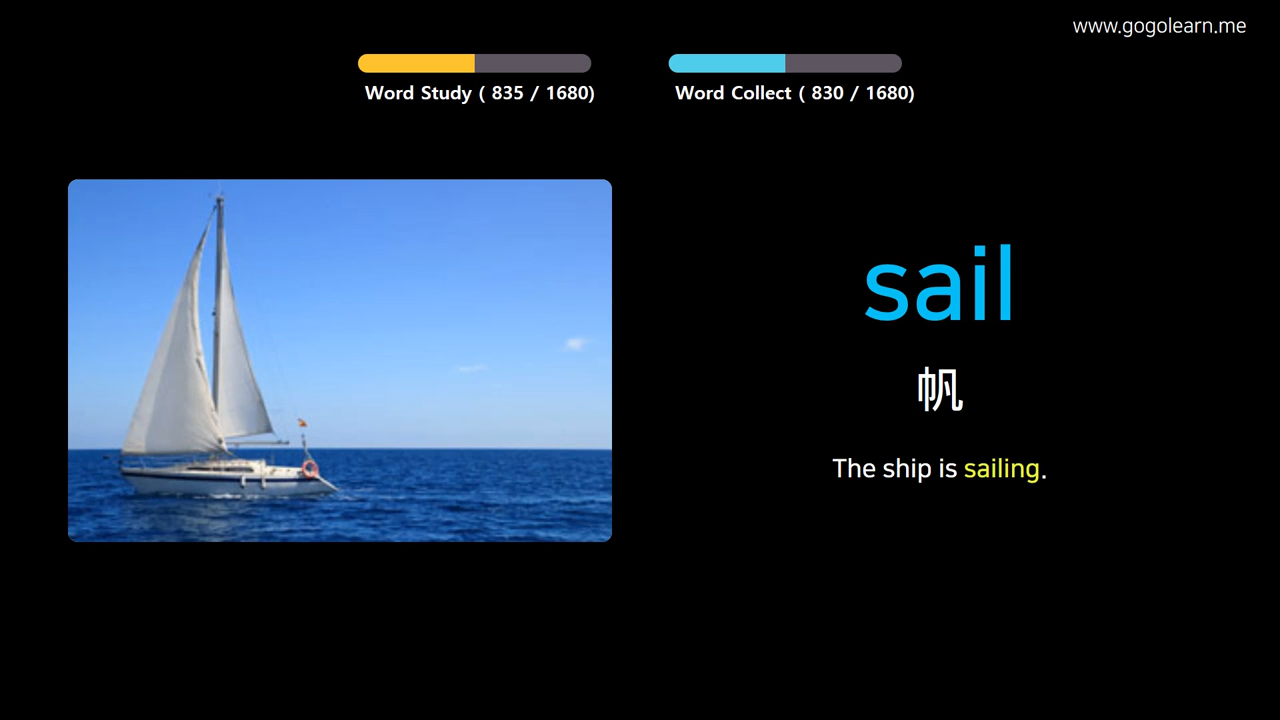 www.gogolearn.me
Word Study ( 835 / 1680)
Word Collect ( 830 / 1680)
sail
帆
The ship is sailing.